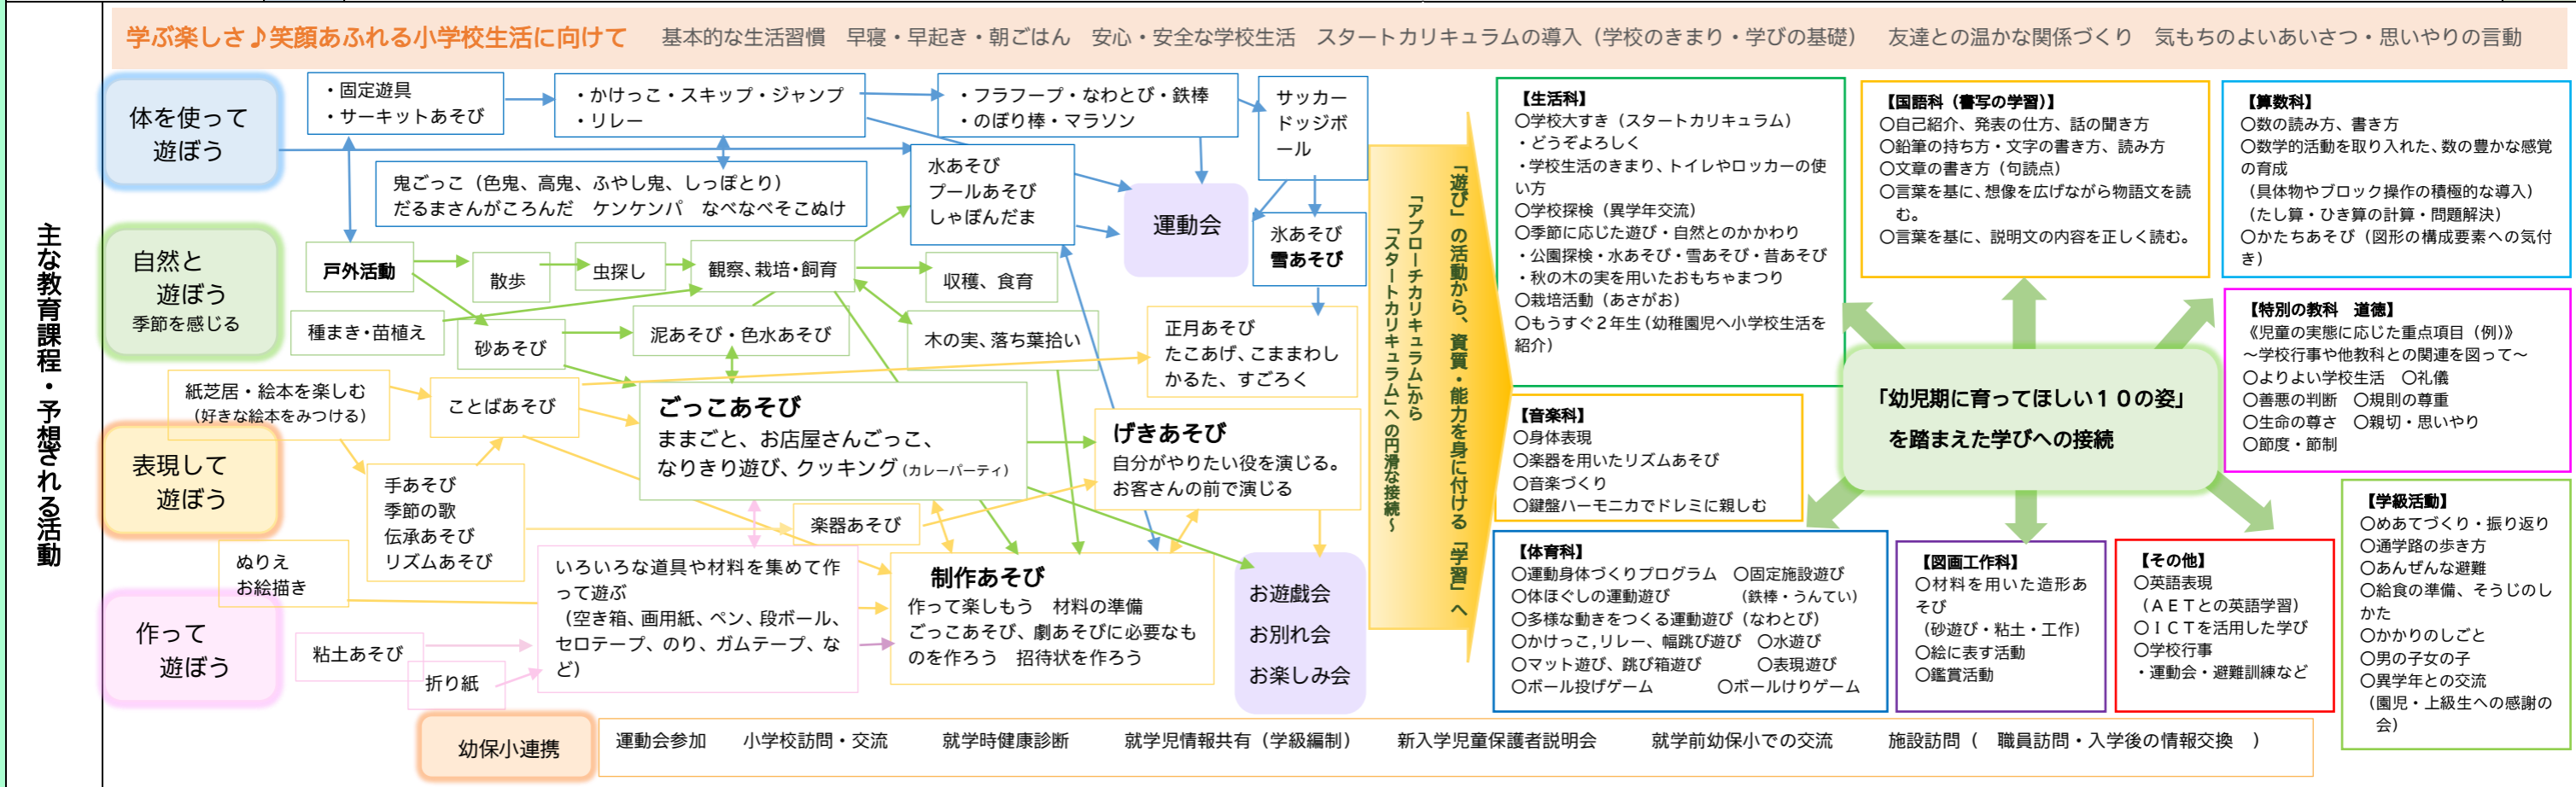 主な教育課程・予想される活動
学ぶ楽しさ♪笑顔あふれる小学校生活に向けて　基本的な生活習慣　早寝・早起き・朝ごはん　安心・安全な学校生活　スタートカリキュラムの導入（学校のきまり・学びの基礎）　友達との温かな関係づくり　気もちのよいあいさつ・思いやりの言動
体を使って
遊ぼう
・固定遊具
・サーキットあそび
・かけっこ・スキップ・ジャンプ
・リレー
・フラフープ・なわとび・鉄棒
・のぼり棒・マラソン
サッカー
ドッジボ
ール
鬼ごっこ（色鬼、高鬼、ふやし鬼、しっぽとり）
だるまさんがころんだ　ケンケンパ　なべなべそこぬけ
水あそび
プールあそび
しゃぼんだま
運動会
氷あそび
雪あそび
自然と
遊ぼう
季節を感じる
戸外活動
散歩
虫探し
観察、栽培・飼育
収穫、食育
種まき・苗植え
砂あそび
泥あそび・色水あそび
木の実、落ち葉拾い
正月あそび
たこあげ、こままわし
かるた、すごろく
紙芝居・絵本を楽しむ
（好きな絵本をみつける）
ことばあそび
ごっこあそび
ままごと、お店屋さんごっこ、
なりきり遊び、クッキング（カレーパーティ）
げきあそび
自分がやりたい役を演じる。
お客さんの前で演じる
表現して
遊ぼう
手あそび
季節の歌
伝承あそび
リズムあそび
楽器あそび
ぬりえ
お絵描き
いろいろな道具や材料を集めて作
って遊ぶ
（空き箱、画用紙、ペン、段ボール、
セロテープ、のり、ガムテープ、な
ど）
制作あそび
作って楽しもう　材料の準備
ごっこあそび、劇あそびに必要なも
のを作ろう　招待状を作ろう
お遊戯会
お別れ会
お楽しみ会
作って
遊ぼう
粘土あそび
折り紙
「遊び」の活動から、資質・能力を身に付ける「学習」へ
「アプローチカリキュラム」から
「スタートカリキュラム」への円滑な接続～
【生活科】
〇学校大すき（スタートカリキュラム）
・どうぞよろしく
・学校生活のきまり、トイレやロッカーの使
い方
〇学校探検（異学年交流）
〇季節に応じた遊び・自然とのかかわり
・公園探検・水あそび・雪あそび・昔あそび
・秋の木の実を用いたおもちゃまつり
〇栽培活動（あさがお）
〇もうすぐ２年生（幼稚園児へ小学校生活を
紹介）
【国語科（書写の学習）】
〇自己紹介、発表の仕方、話の聞き方
〇鉛筆の持ち方・文字の書き方、読み方
〇文章の書き方（句読点）
〇言葉を基に、想像を広げながら物語文を読
む。
〇言葉を基に、説明文の内容を正しく読む。
【算数科】
〇数の読み方、書き方
〇数学的活動を取り入れた、数の豊かな感覚
の育成
（具体物やブロック操作の積極的な導入）
（たし算・ひき算の計算・問題解決）
〇かたちあそび（図形の構成要素への気付
き）
【特別の教科　道徳】
《児童の実態に応じた重点項目（例）》
～学校行事や他教科との関連を図って～
〇よりよい学校生活　〇礼儀
〇善悪の判断　〇規則の尊重
〇生命の尊さ　〇親切・思いやり
〇節度・節制
「幼児期に育ってほしい１０の姿」
を踏まえた学びへの接続
【音楽科】
〇身体表現
〇楽器を用いたリズムあそび
〇音楽づくり
〇鍵盤ハーモニカでドレミに親しむ
【体育科】
〇運動身体づくりプログラム　〇固定施設遊び
〇体ほぐしの運動遊び　（鉄棒・うんてい）
〇多様な動きをつくる運動遊び（なわとび）
〇かけっこ,リレー、幅跳び遊び　〇水遊び
〇マット遊び、跳び箱遊び　〇表現遊び
〇ボール投げゲーム　〇ボールけりゲーム
【図画工作科】
〇材料を用いた造形あ
そび
（砂遊び・粘土・工作）
〇絵に表す活動
〇鑑賞活動
【その他】
〇英語表現
（ＡＥＴとの英語学習）
〇ＩＣＴを活用した学び
〇学校行事
・運動会・避難訓練など
【学級活動】
〇めあてづくり・振り返り
〇通学路の歩き方
〇あんぜんな避難
〇給食の準備、そうじのし
かた
〇かかりのしごと
〇男の子女の子
〇異学年との交流
（園児・上級生への感謝の
会）
幼保小連携
運動会参加　小学校訪問・交流　就学時健康診断　就学児情報共有（学級編制）　新入学児童保護者説明会　就学前幼保小での交流　施設訪問（　職員訪問・入学後の情報交換　）